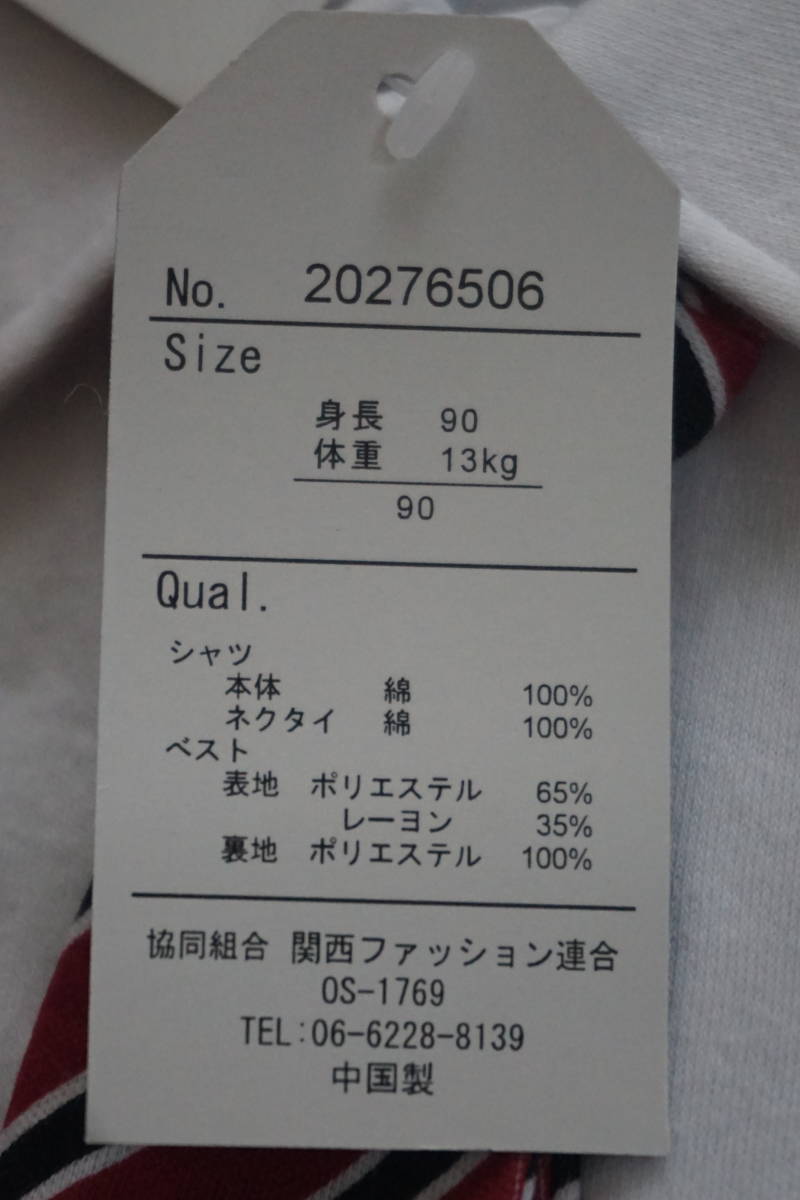 No. 20276506
Size
身長 90
体重 13kg
90
Qual.
シャツ
本体 綿 100%
ネクタイ 綿 100%
ベスト
表地 ポリエステル 65%
レーヨン 35%
裏地 ポリエステル 100%
協同組合 関西ファッション連合
OS-1769
TEL:06-6228-8139
中国製